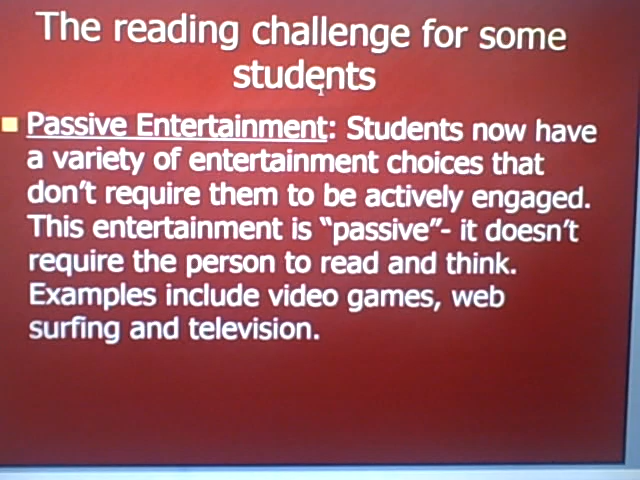 The reading challenge for some
students
Passive Entertainment: Students now have
a variety of entertainment choices that
don't require them to be actively engaged.
This entertainment is “passive”- it doesn't
require the person to read and think.
Examples include video games, web
surfing and television.